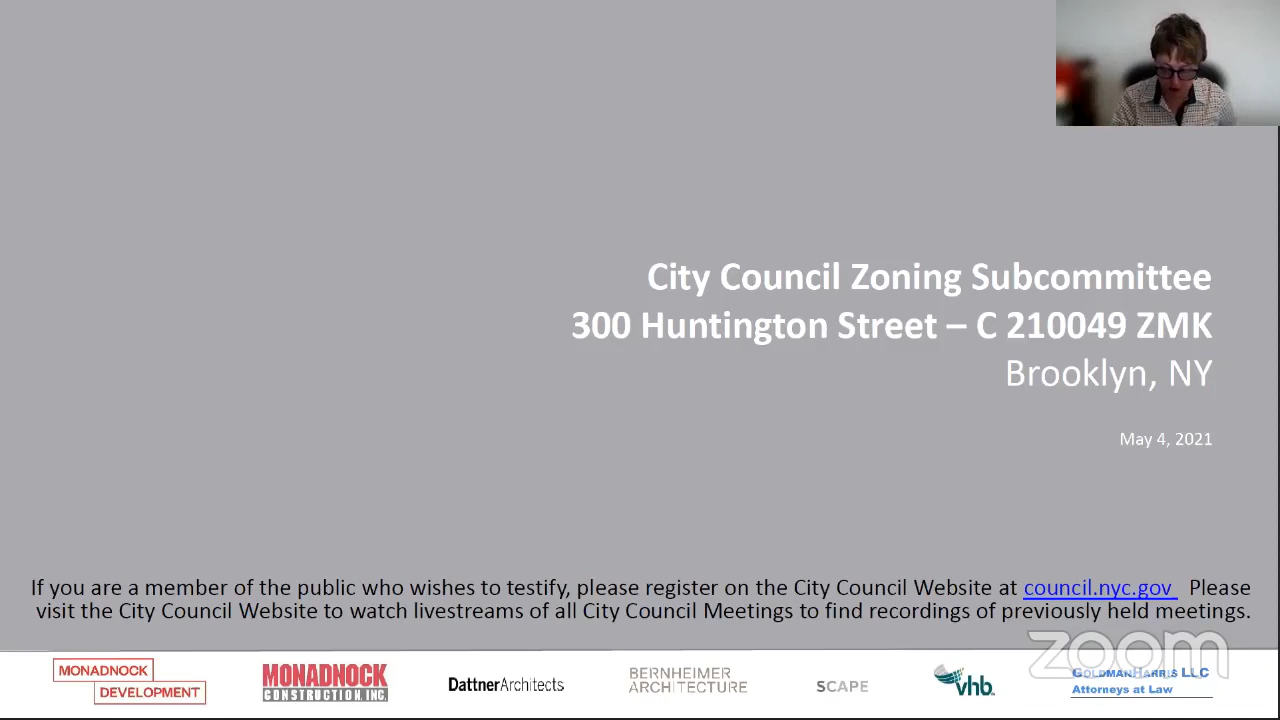 City Council Zoning Subcommittee
300 Huntington Street – C 210049 ZMK
Brooklyn, NY
May 4, 2021
If you are a member of the public who wishes to testify, please register on the City Council Website at council.nyc.gov Please
visit the City Council Website to watch livestreams of all City Council Meetings to find recordings of previously held meetings.
zoom
MONADNOCK
DEVELOPMENT
MONADNOCK
CONSTRUCTION, INC.
DattnerArchitects
BERNHEIMER
ARCHITECTURE
SCAPE
vhb
GOLDMANHARRIS LLC
Attorneys at Law